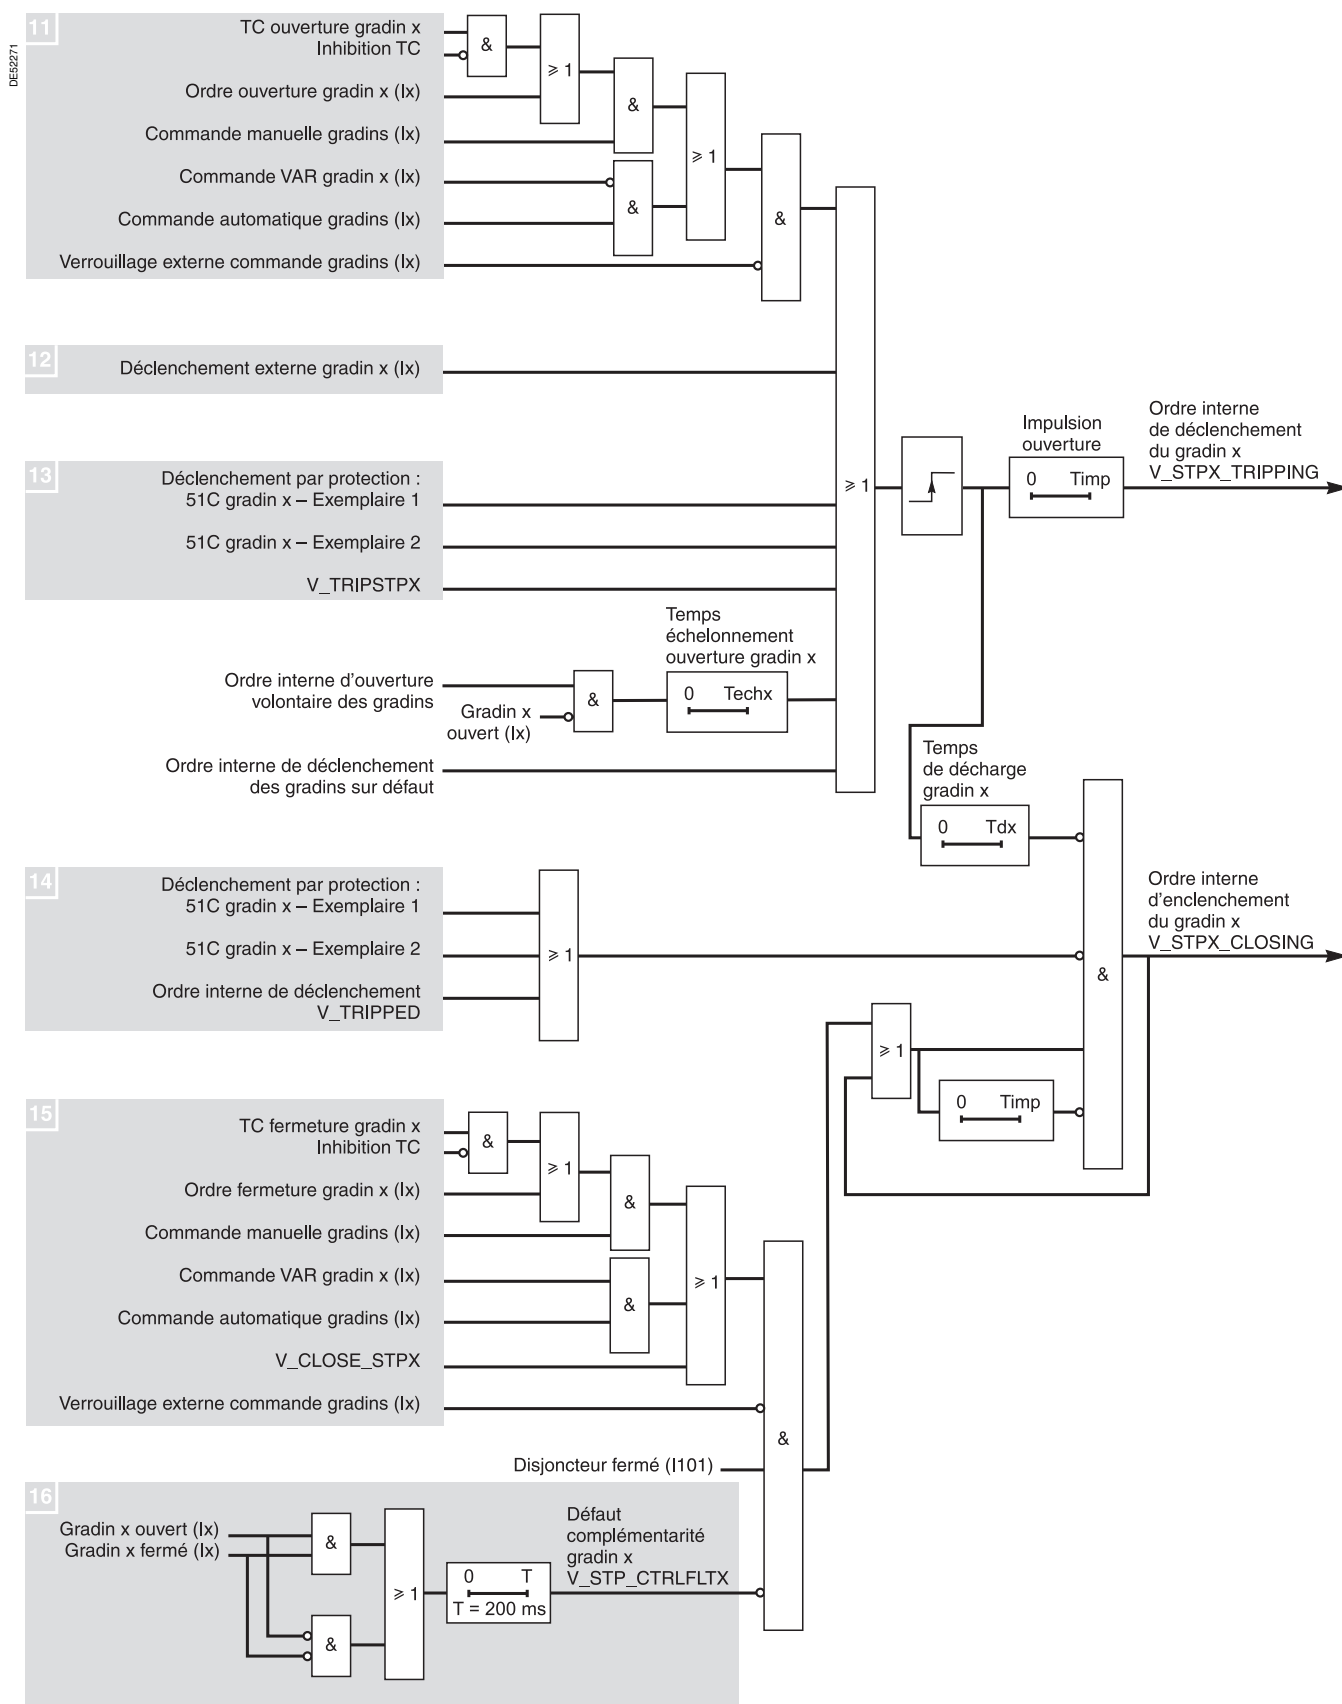 DE52271
11
TC ouverture gradin x
Inhibition TC
Ordre ouverture gradin x (Ix)
Commande manuelle gradins (Ix)
Commande VAR gradin x (Ix)
Commande automatique gradins (Ix)
Verrouillage externe commande gradins (Ix)
&
⩾ 1
&
&
⩾ 1
&
12
Déclenchement externe gradin x (Ix)
13
Déclenchement par protection :
51C gradin x – Exemplaire 1
51C gradin x – Exemplaire 2
V_TRIPSTPX
⩾ 1
Impulsion
ouverture
0 Timp
Ordre interne
de déclenchement
du gradin x
V_STPX_TRIPPING
Temps
échelonnement
ouverture gradin x
Ordre interne d'ouverture
volontaire des gradins
Gradin x
ouvert (Ix)
&
0 Techx
Ordre interne de déclenchement
des gradins sur défaut
Temps
de décharge
gradin x
0 Tdx
14
Déclenchement par protection :
51C gradin x – Exemplaire 1
51C gradin x – Exemplaire 2
Ordre interne de déclenchement
V_TRIPPED
⩾ 1
&
Ordre interne
d'enclenchement
du gradin x
V_STPX_CLOSING
⩾ 1
0 Timp
15
TC fermeture gradin x
Inhibition TC
Ordre fermeture gradin x (Ix)
Commande manuelle gradins (Ix)
Commande VAR gradin x (Ix)
Commande automatique gradins (Ix)
V_CLOSE_STPX
Verrouillage externe commande gradins (Ix)
&
⩾ 1
&
&
⩾ 1
&
Disjoncteur fermé (I101)
16
Gradin x ouvert (Ix)
Gradin x fermé (Ix)
&
&
⩾ 1
0 T
T = 200 ms
Défaut
complémentarité
gradin x
V_STP_CTRLFLTX